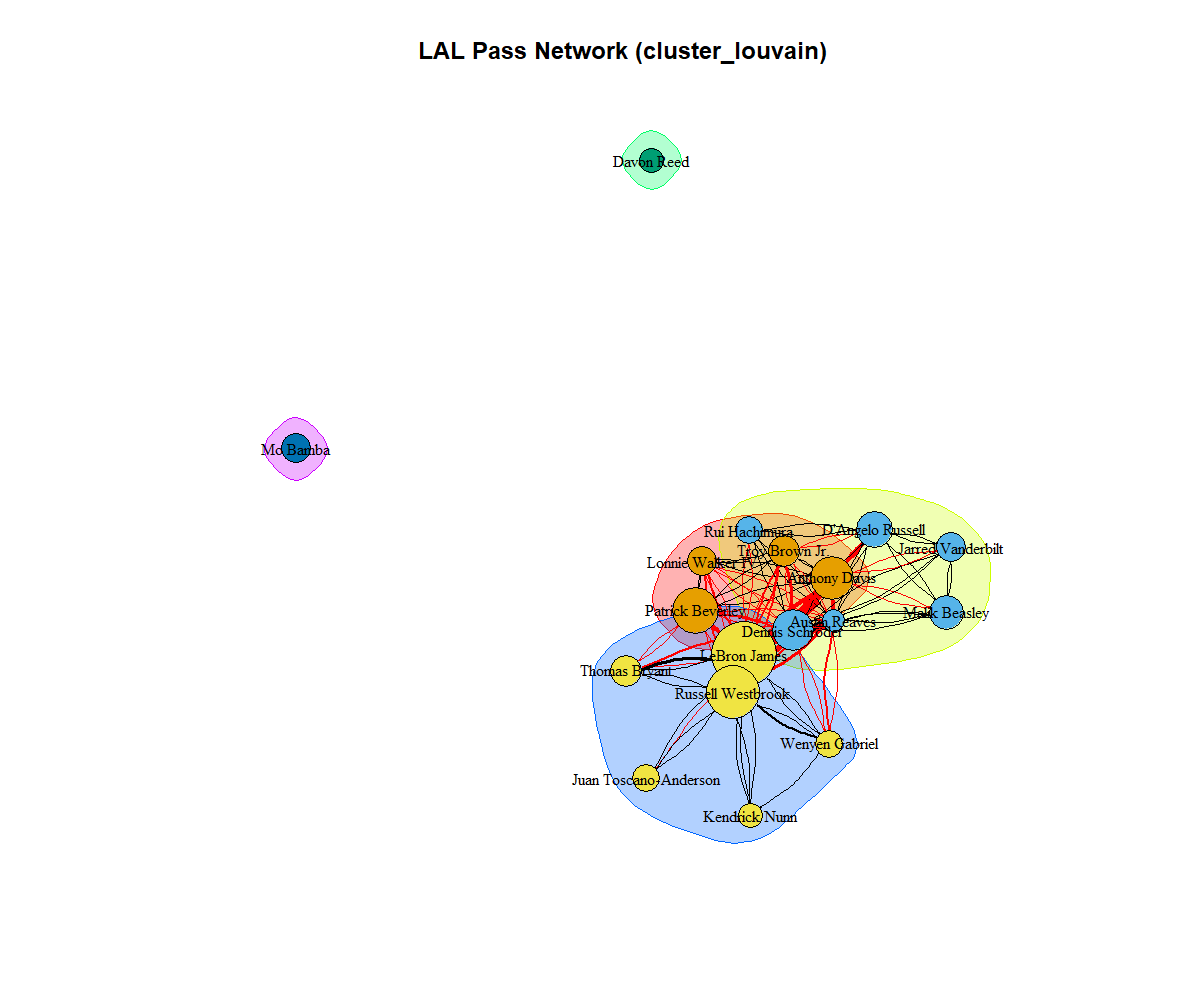 LAL Pass Network (cluster_louvain)
Davon Reed
Mo Bamba
Rui Hachimura
D'Angelo Russell
Troy Brown Jr.
Jarred Vanderbilt
Lonnie Walker IV
Anthony Davis
Patrick Beverley
Malik Beasley
Austin Reaves
Dennis Schroder
LeBron James
Thomas Bryant
Russell Westbrook
Wenyen Gabriel
Juan Toscano-Anderson
Kendrick Nunn